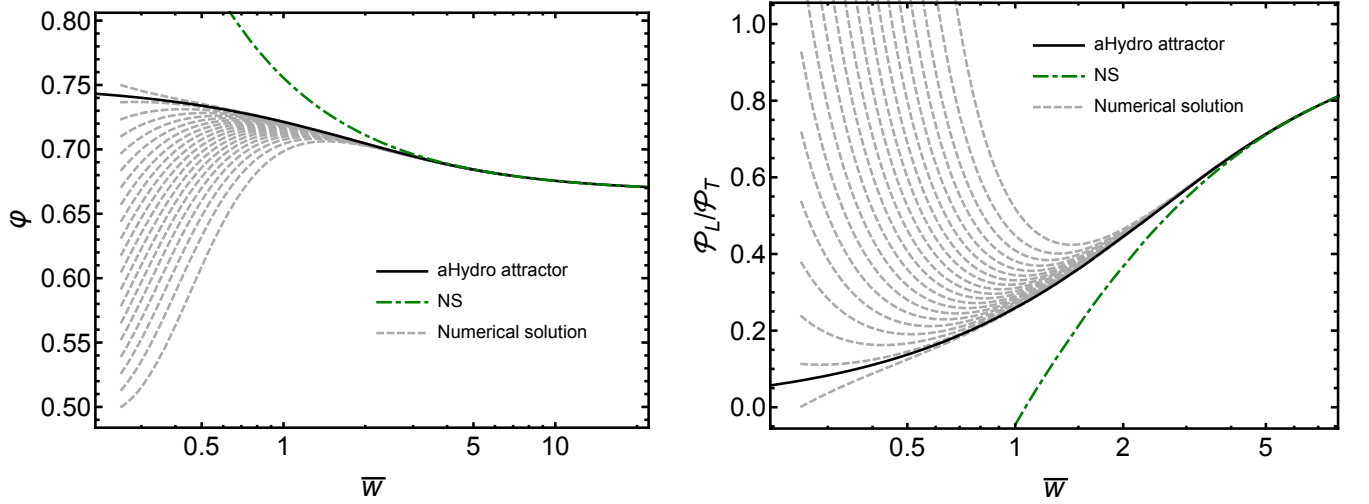 0.80
0.75
0.70
0.65
0.60
0.55
0.50
φ
aHydro attractor
NS
Numerical solution
0.5 1 5 10
w̅
1.0
0.8
0.6
0.4
0.2
0.0
𝒫L/𝒫T
aHydro attractor
NS
Numerical solution
0.5 1 2 5
w̅